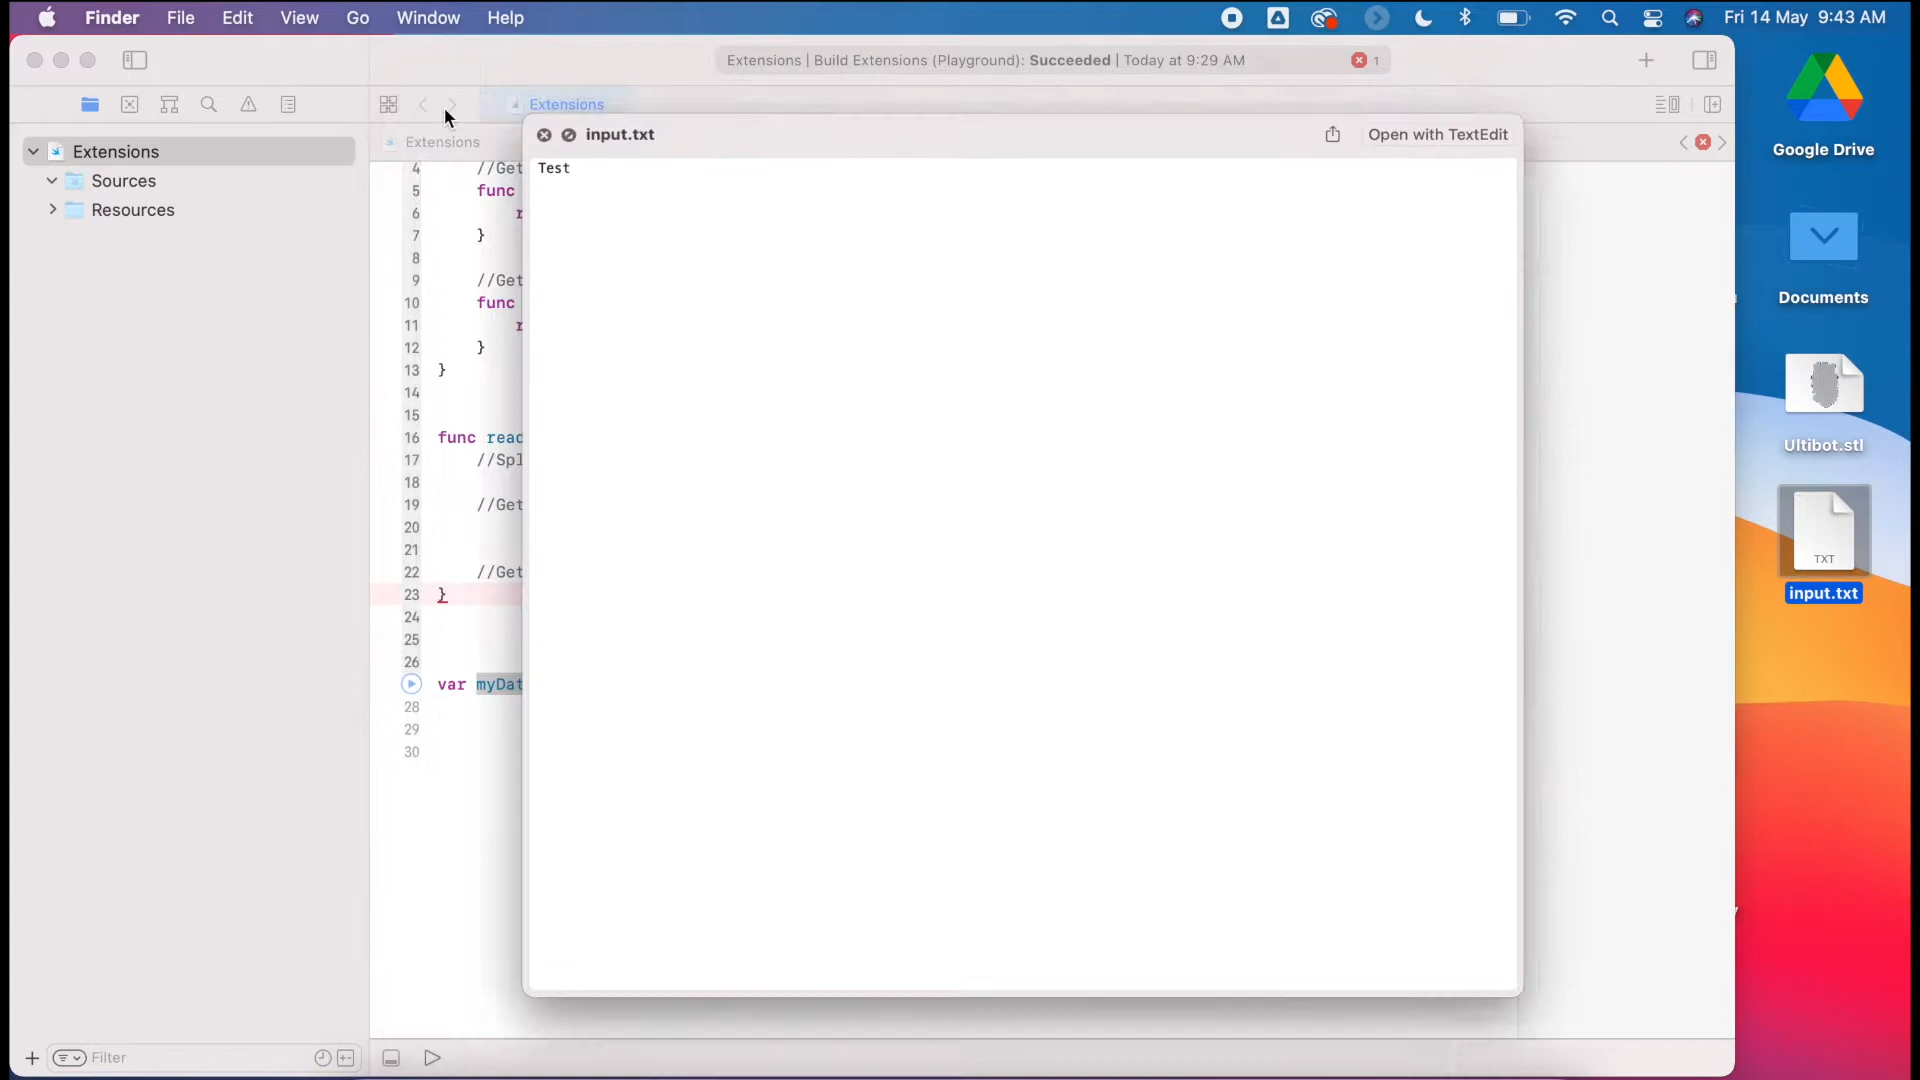 Finder File Edit View Go Window Help Fri 14 May 9:43 AM
Extensions | Build Extensions (Playground): Succeeded | Today at 9:29 AM 1
Extensions
Extensions
input.txt Open with TextEdit
Test
Extensions
Sources
Resources
4 //Get
5 func
6 r
7 }
8
9 //Get
10 func
11 r
12 }
13 }
14
15
16 func read
17 //Spl
18
19 //Get
20
21
22 //Get
23 }
24
25
26
var myDat
28
29
30
Filter
Google Drive
Documents
Ultibot.stl
TXT
input.txt